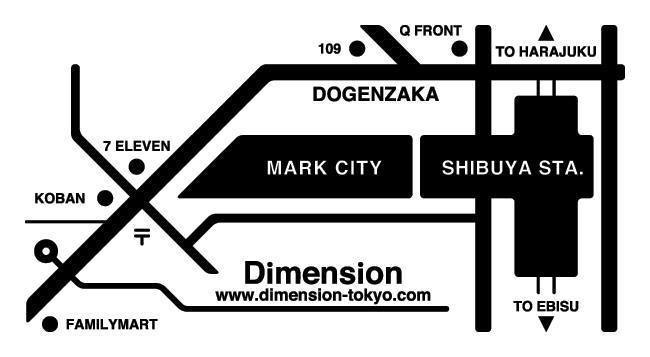 Q FRONT
109
TO HARAJUKU
DOGENZAKA
7 ELEVEN
MARK CITY
SHIBUYA STA.
KOBAN
〒
Dimension
www.dimension-tokyo.com
TO EBISU
FAMILYMART